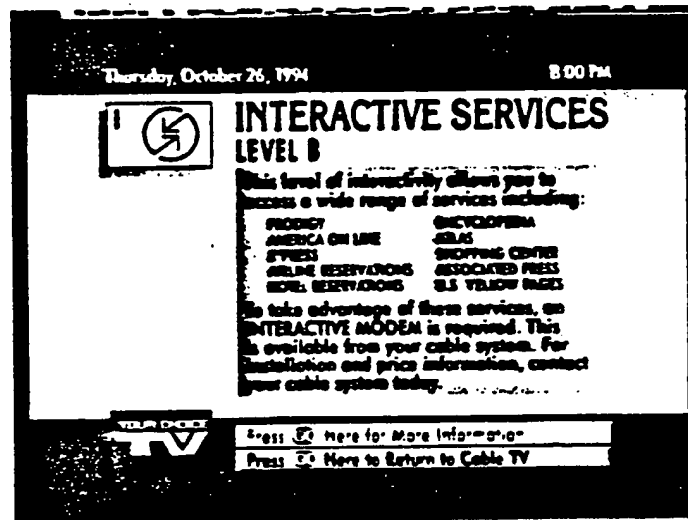 Thursday, October 26, 1994 8:00 PM
INTERACTIVE SERVICES
LEVEL B
This level of interactivity allows you to
access a wide range of services including:
PRODIGY ENCYCLOPEDIA
AMERICA ON LINE ATLAS
X*PRESS SHOPPING CENTER
AIRLINE RESERVATIONS ASSOCIATED PRESS
HOTEL RESERVATIONS U.S. YELLOW PAGES
To take advantage of these services, an
INTERACTIVE MODEM is required. This
is available from your cable system. For
installation and price information, contact
your cable system today.
YOUR CHOICE
TV
Press Here for More Information
Press Here to Return to Cable TV